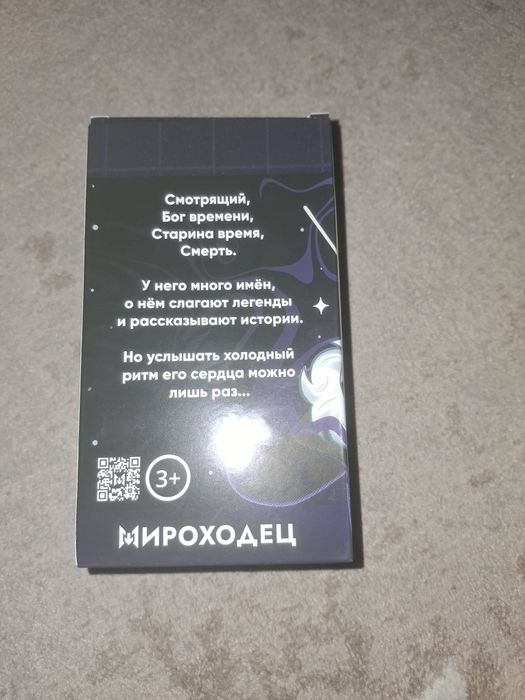 Смотрящий,
Бог времени,
Старина время,
Смерть.
У него много имён,
о нём слагают легенды
и рассказывают истории.
Но услышать холодный
ритм его сердца можно
лишь раз...
3+
МИРОХОДЕЦ